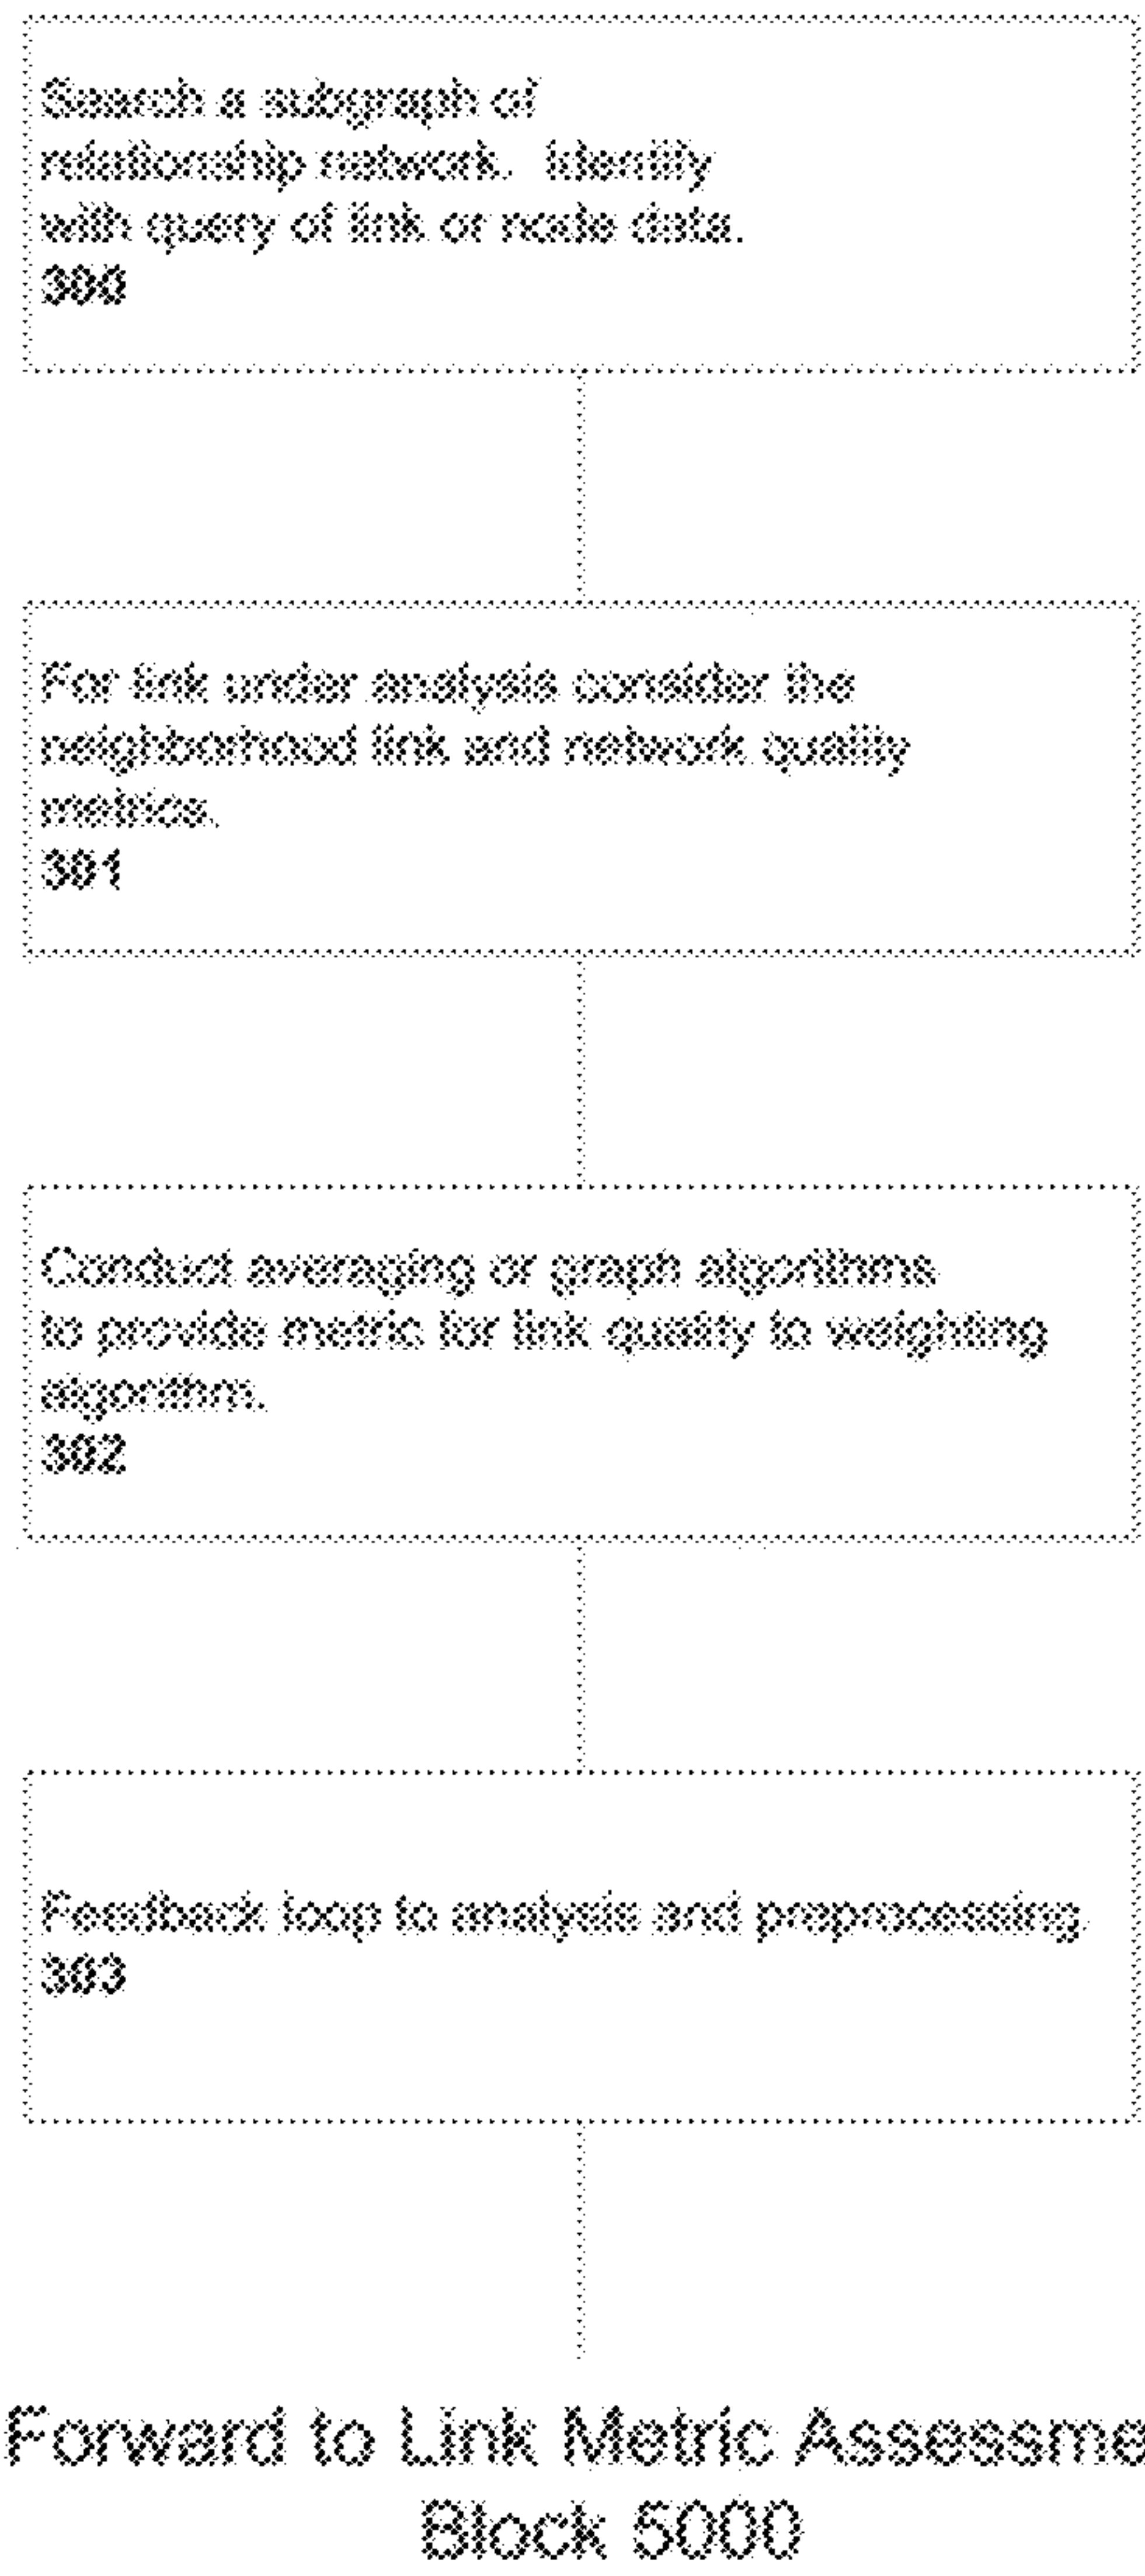 Search a subgraph of
relationship network. Identify
with query of link or node data.
300
For link under analysis consider the
neighborhood link and network quality
metrics.
301
Conduct averaging or graph algorithms
to provide metric for link quality to weighting
algorithm.
302
Feedback loop to analysis and preprocessing.
303
Forward to Link Metric Assessme
Block 5000